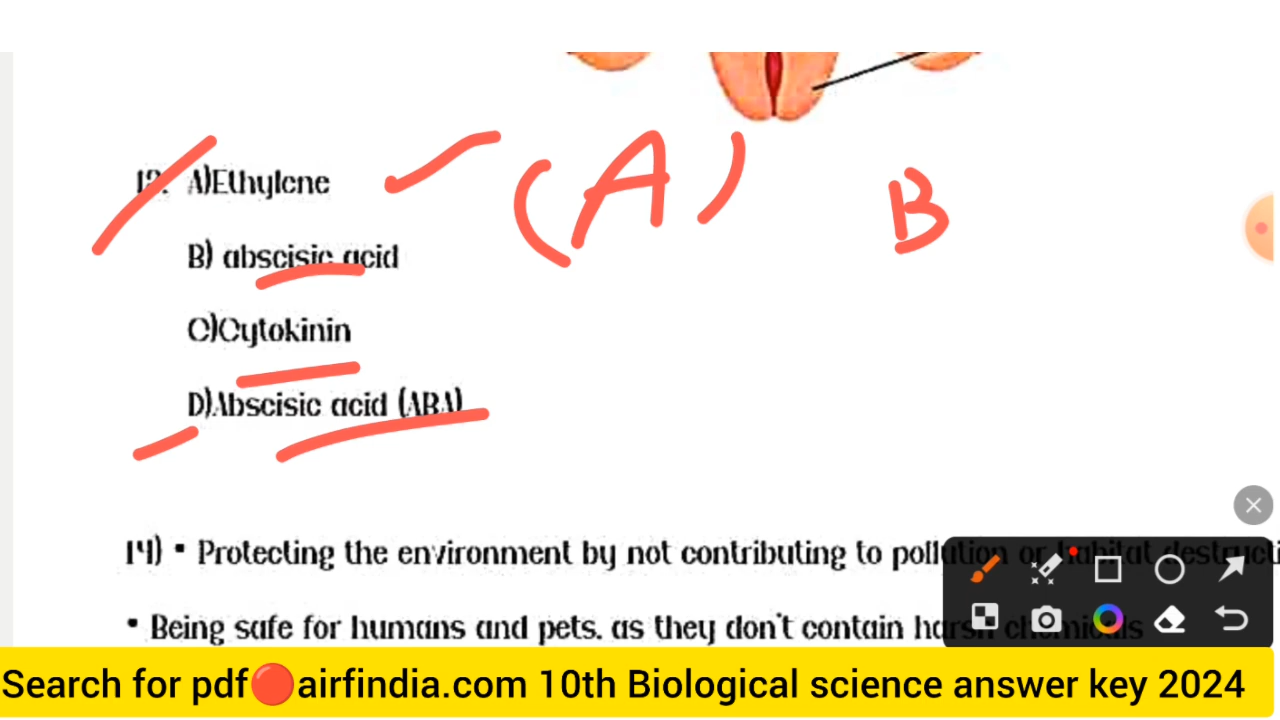 13. A)Ethylene
(A) B
B) abscisic acid
C)Cytokinin
D)Abscisic acid (ABA)
14) ▪ Protecting the environment by not contributing to pollution or habitat destructi
▪ Being safe for humans and pets. as they don't contain harsh chemicals
Search for pdf🔴airfindia.com 10th Biological science answer key 2024